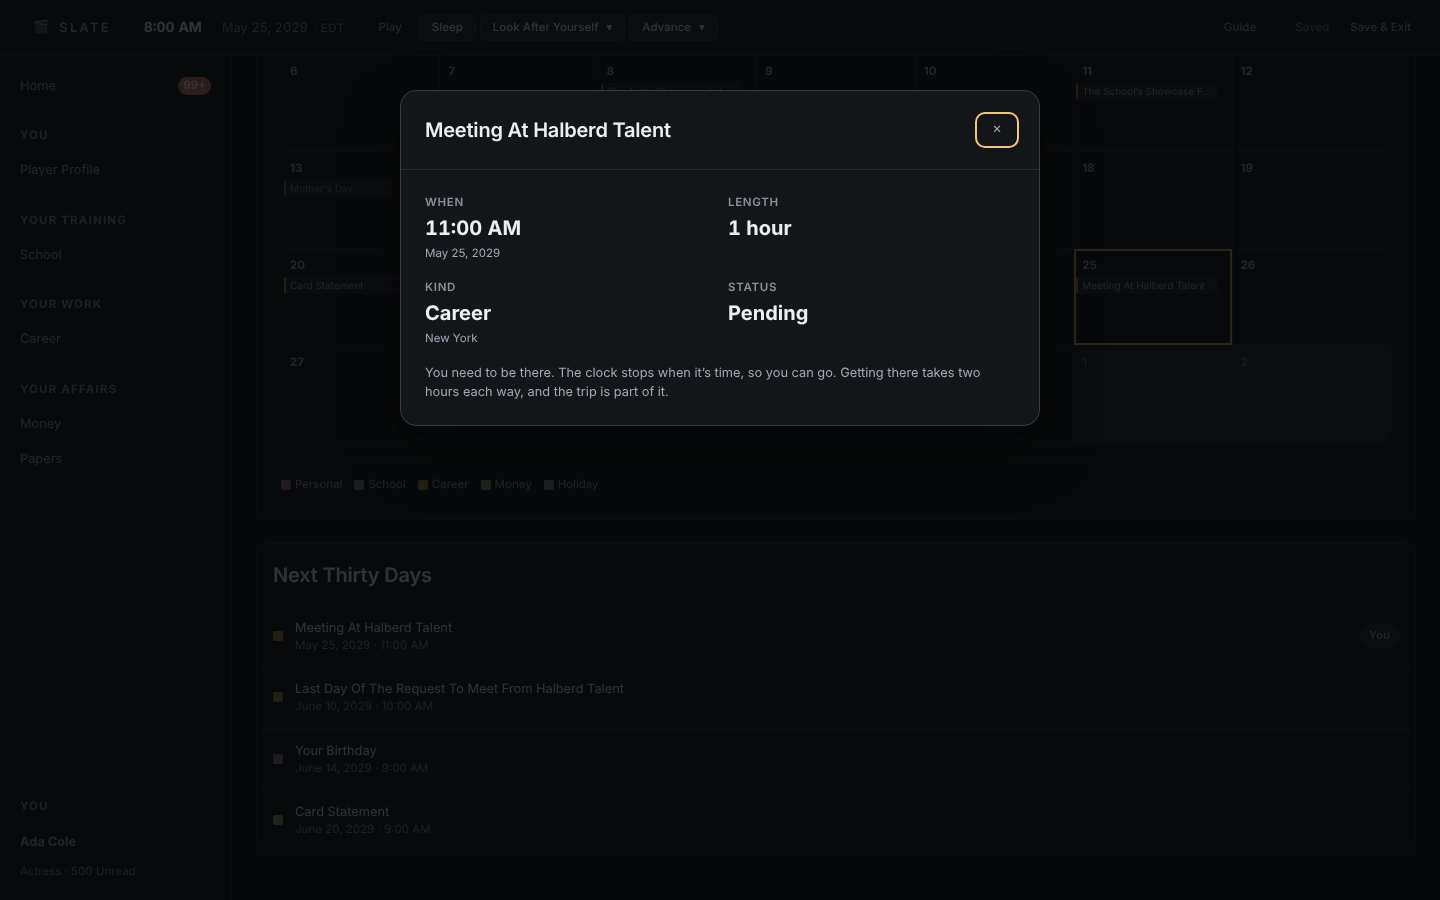 SLATE
8:00 AM May 25, 2029 EDT
Play
Sleep
Look After Yourself ▾
Advance ▾
Guide
Saved
Save & Exit
Home 99+
YOU
Player Profile
YOUR TRAINING
School
YOUR WORK
Career
YOUR AFFAIRS
Money
Papers
YOU
Ada Cole
Actress · 500 Unread
6 7 8 9 10 11 12
The School's Showcase F...
13 18 19
Mother's Day
20 25 26
Card Statement
Meeting At Halberd Talent
27 1 2
Meeting At Halberd Talent
×
WHEN
11:00 AM
May 25, 2029
LENGTH
1 hour
KIND
Career
New York
STATUS
Pending
You need to be there. The clock stops when it's time, so you can go. Getting there takes two
hours each way, and the trip is part of it.
Personal School Career Money Holiday
Next Thirty Days
Meeting At Halberd Talent
May 25, 2029 · 11:00 AM
You
Last Day Of The Request To Meet From Halberd Talent
June 10, 2029 · 10:00 AM
Your Birthday
June 14, 2029 · 9:00 AM
Card Statement
June 20, 2029 · 9:00 AM